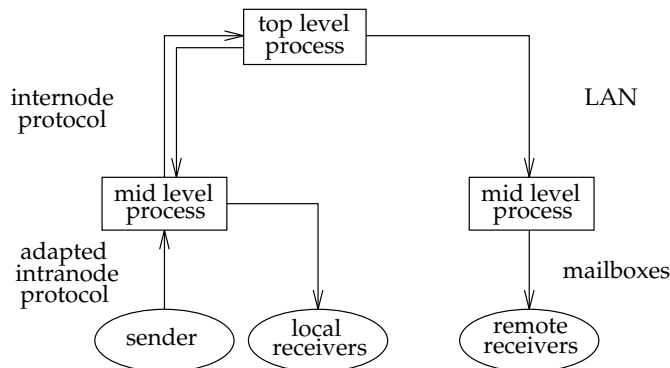 top level
process
internode
protocol
LAN
mid level
process
mid level
process
adapted
intranode
protocol
mailboxes
sender
local
receivers
remote
receivers